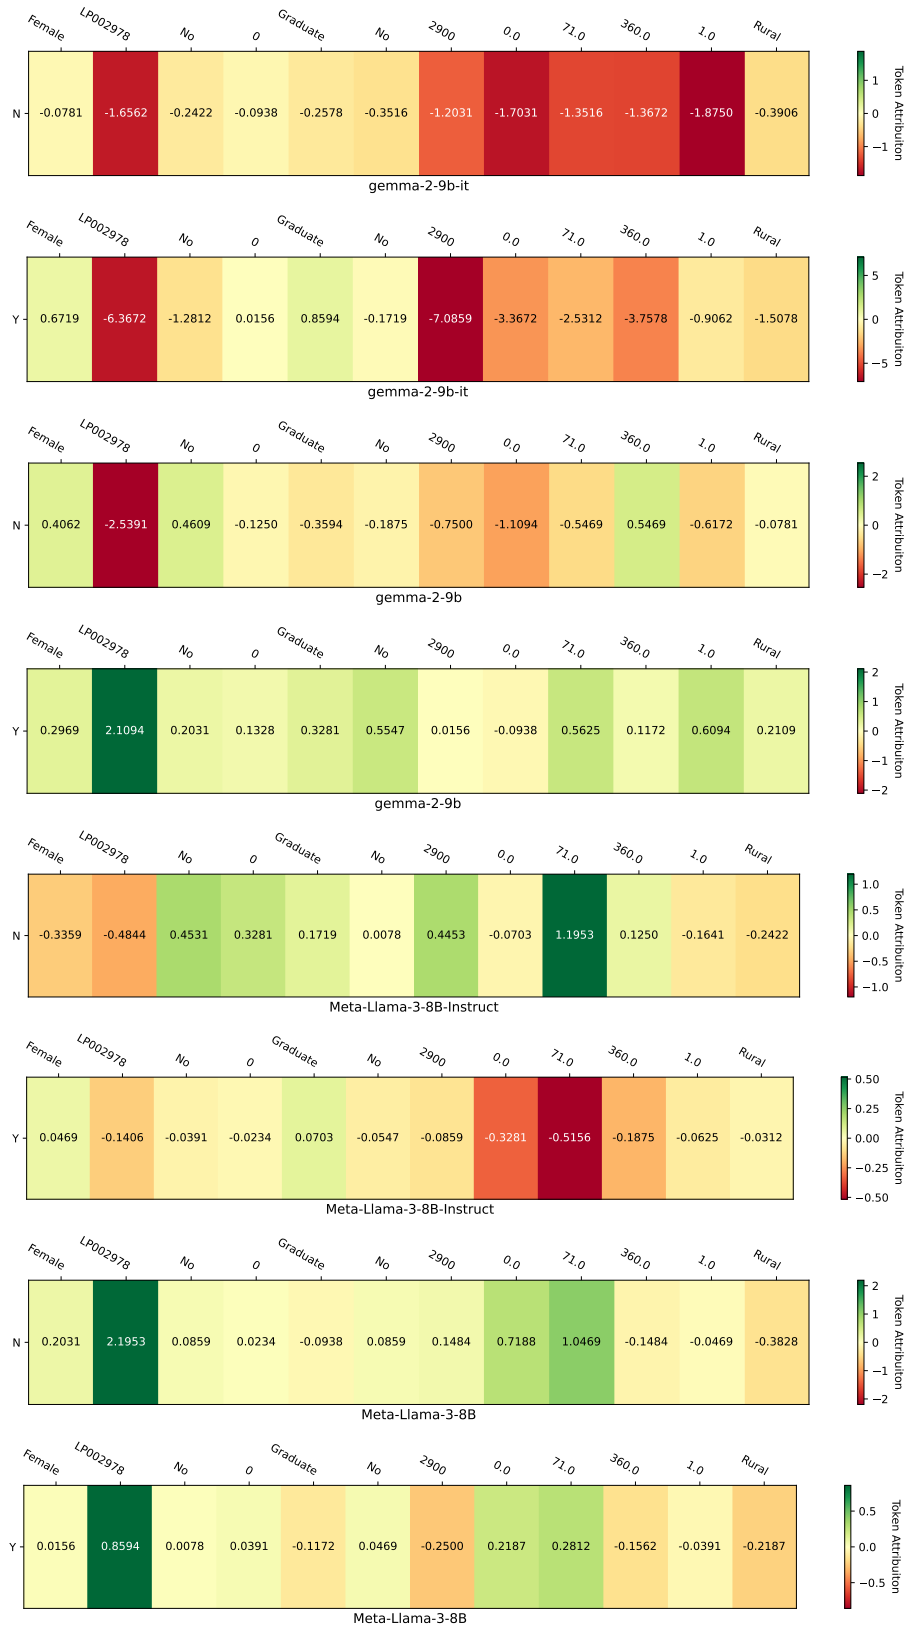 Female LP002978 No 0 Graduate No 2900 0.0 71.0 360.0 1.0 Rural
N -0.0781 -1.6562 -0.2422 -0.0938 -0.2578 -0.3516 -1.2031 -1.7031 -1.3516 -1.3672 -1.8750 -0.3906
gemma-2-9b-it
1 0 −1 Token Attribuiton
Female LP002978 No 0 Graduate No 2900 0.0 71.0 360.0 1.0 Rural
Y 0.6719 -6.3672 -1.2812 0.0156 0.8594 -0.1719 -7.0859 -3.3672 -2.5312 -3.7578 -0.9062 -1.5078
gemma-2-9b-it
5 0 −5 Token Attribuiton
Female LP002978 No 0 Graduate No 2900 0.0 71.0 360.0 1.0 Rural
N 0.4062 -2.5391 0.4609 -0.1250 -0.3594 -0.1875 -0.7500 -1.1094 -0.5469 0.5469 -0.6172 -0.0781
gemma-2-9b
2 0 −2 Token Attribuiton
Female LP002978 No 0 Graduate No 2900 0.0 71.0 360.0 1.0 Rural
Y 0.2969 2.1094 0.2031 0.1328 0.3281 0.5547 0.0156 -0.0938 0.5625 0.1172 0.6094 0.2109
gemma-2-9b
2 1 0 −1 −2 Token Attribuiton
Female LP002978 No 0 Graduate No 2900 0.0 71.0 360.0 1.0 Rural
N -0.3359 -0.4844 0.4531 0.3281 0.1719 0.0078 0.4453 -0.0703 1.1953 0.1250 -0.1641 -0.2422
Meta-Llama-3-8B-Instruct
1.0 0.5 0.0 −0.5 −1.0 Token Attribuiton
Female LP002978 No 0 Graduate No 2900 0.0 71.0 360.0 1.0 Rural
Y 0.0469 -0.1406 -0.0391 -0.0234 0.0703 -0.0547 -0.0859 -0.3281 -0.5156 -0.1875 -0.0625 -0.0312
Meta-Llama-3-8B-Instruct
0.50 0.25 0.00 −0.25 −0.50 Token Attribuiton
Female LP002978 No 0 Graduate No 2900 0.0 71.0 360.0 1.0 Rural
N 0.2031 2.1953 0.0859 0.0234 -0.0938 0.0859 0.1484 0.7188 1.0469 -0.1484 -0.0469 -0.3828
Meta-Llama-3-8B
2 1 0 −1 −2 Token Attribuiton
Female LP002978 No 0 Graduate No 2900 0.0 71.0 360.0 1.0 Rural
Y 0.0156 0.8594 0.0078 0.0391 -0.1172 0.0469 -0.2500 0.2187 0.2812 -0.1562 -0.0391 -0.2187
Meta-Llama-3-8B
0.5 0.0 −0.5 Token Attribuiton